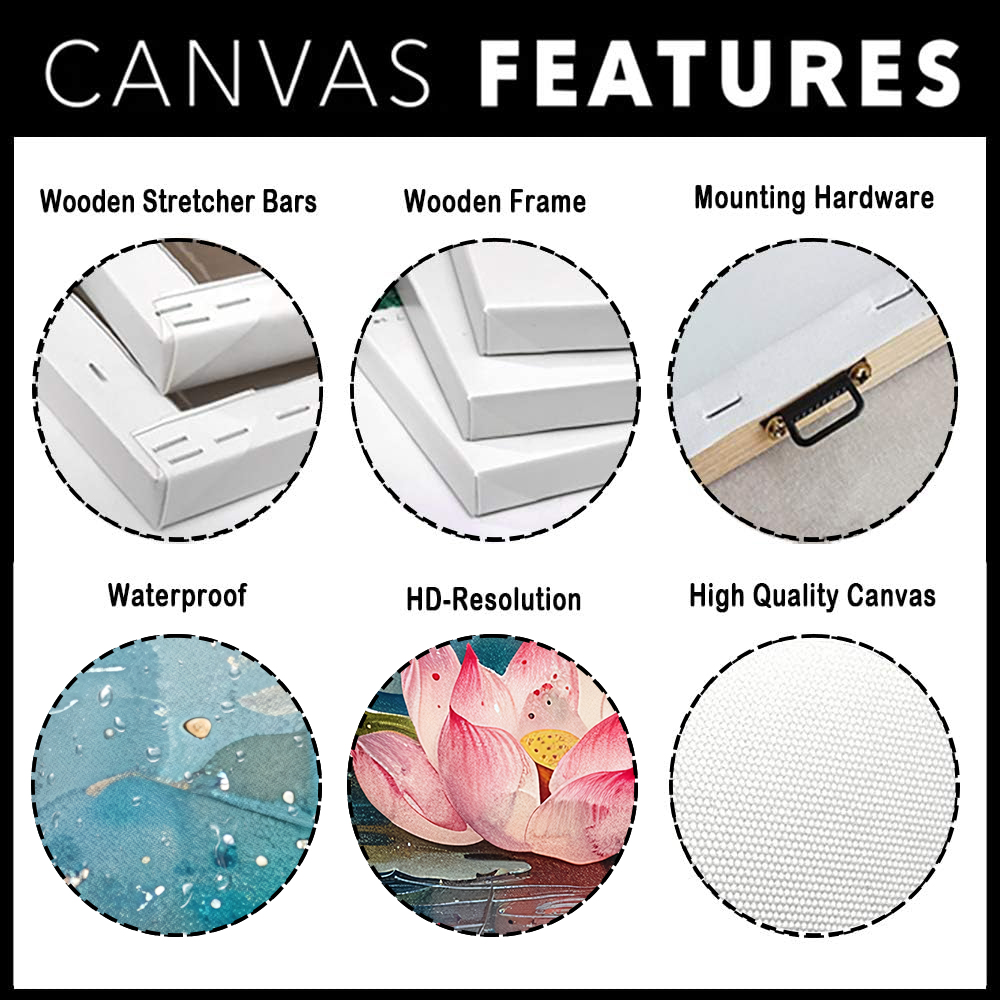 CANVAS FEATURES
Wooden Stretcher Bars
Wooden Frame
Mounting Hardware
Waterproof
HD-Resolution
High Quality Canvas